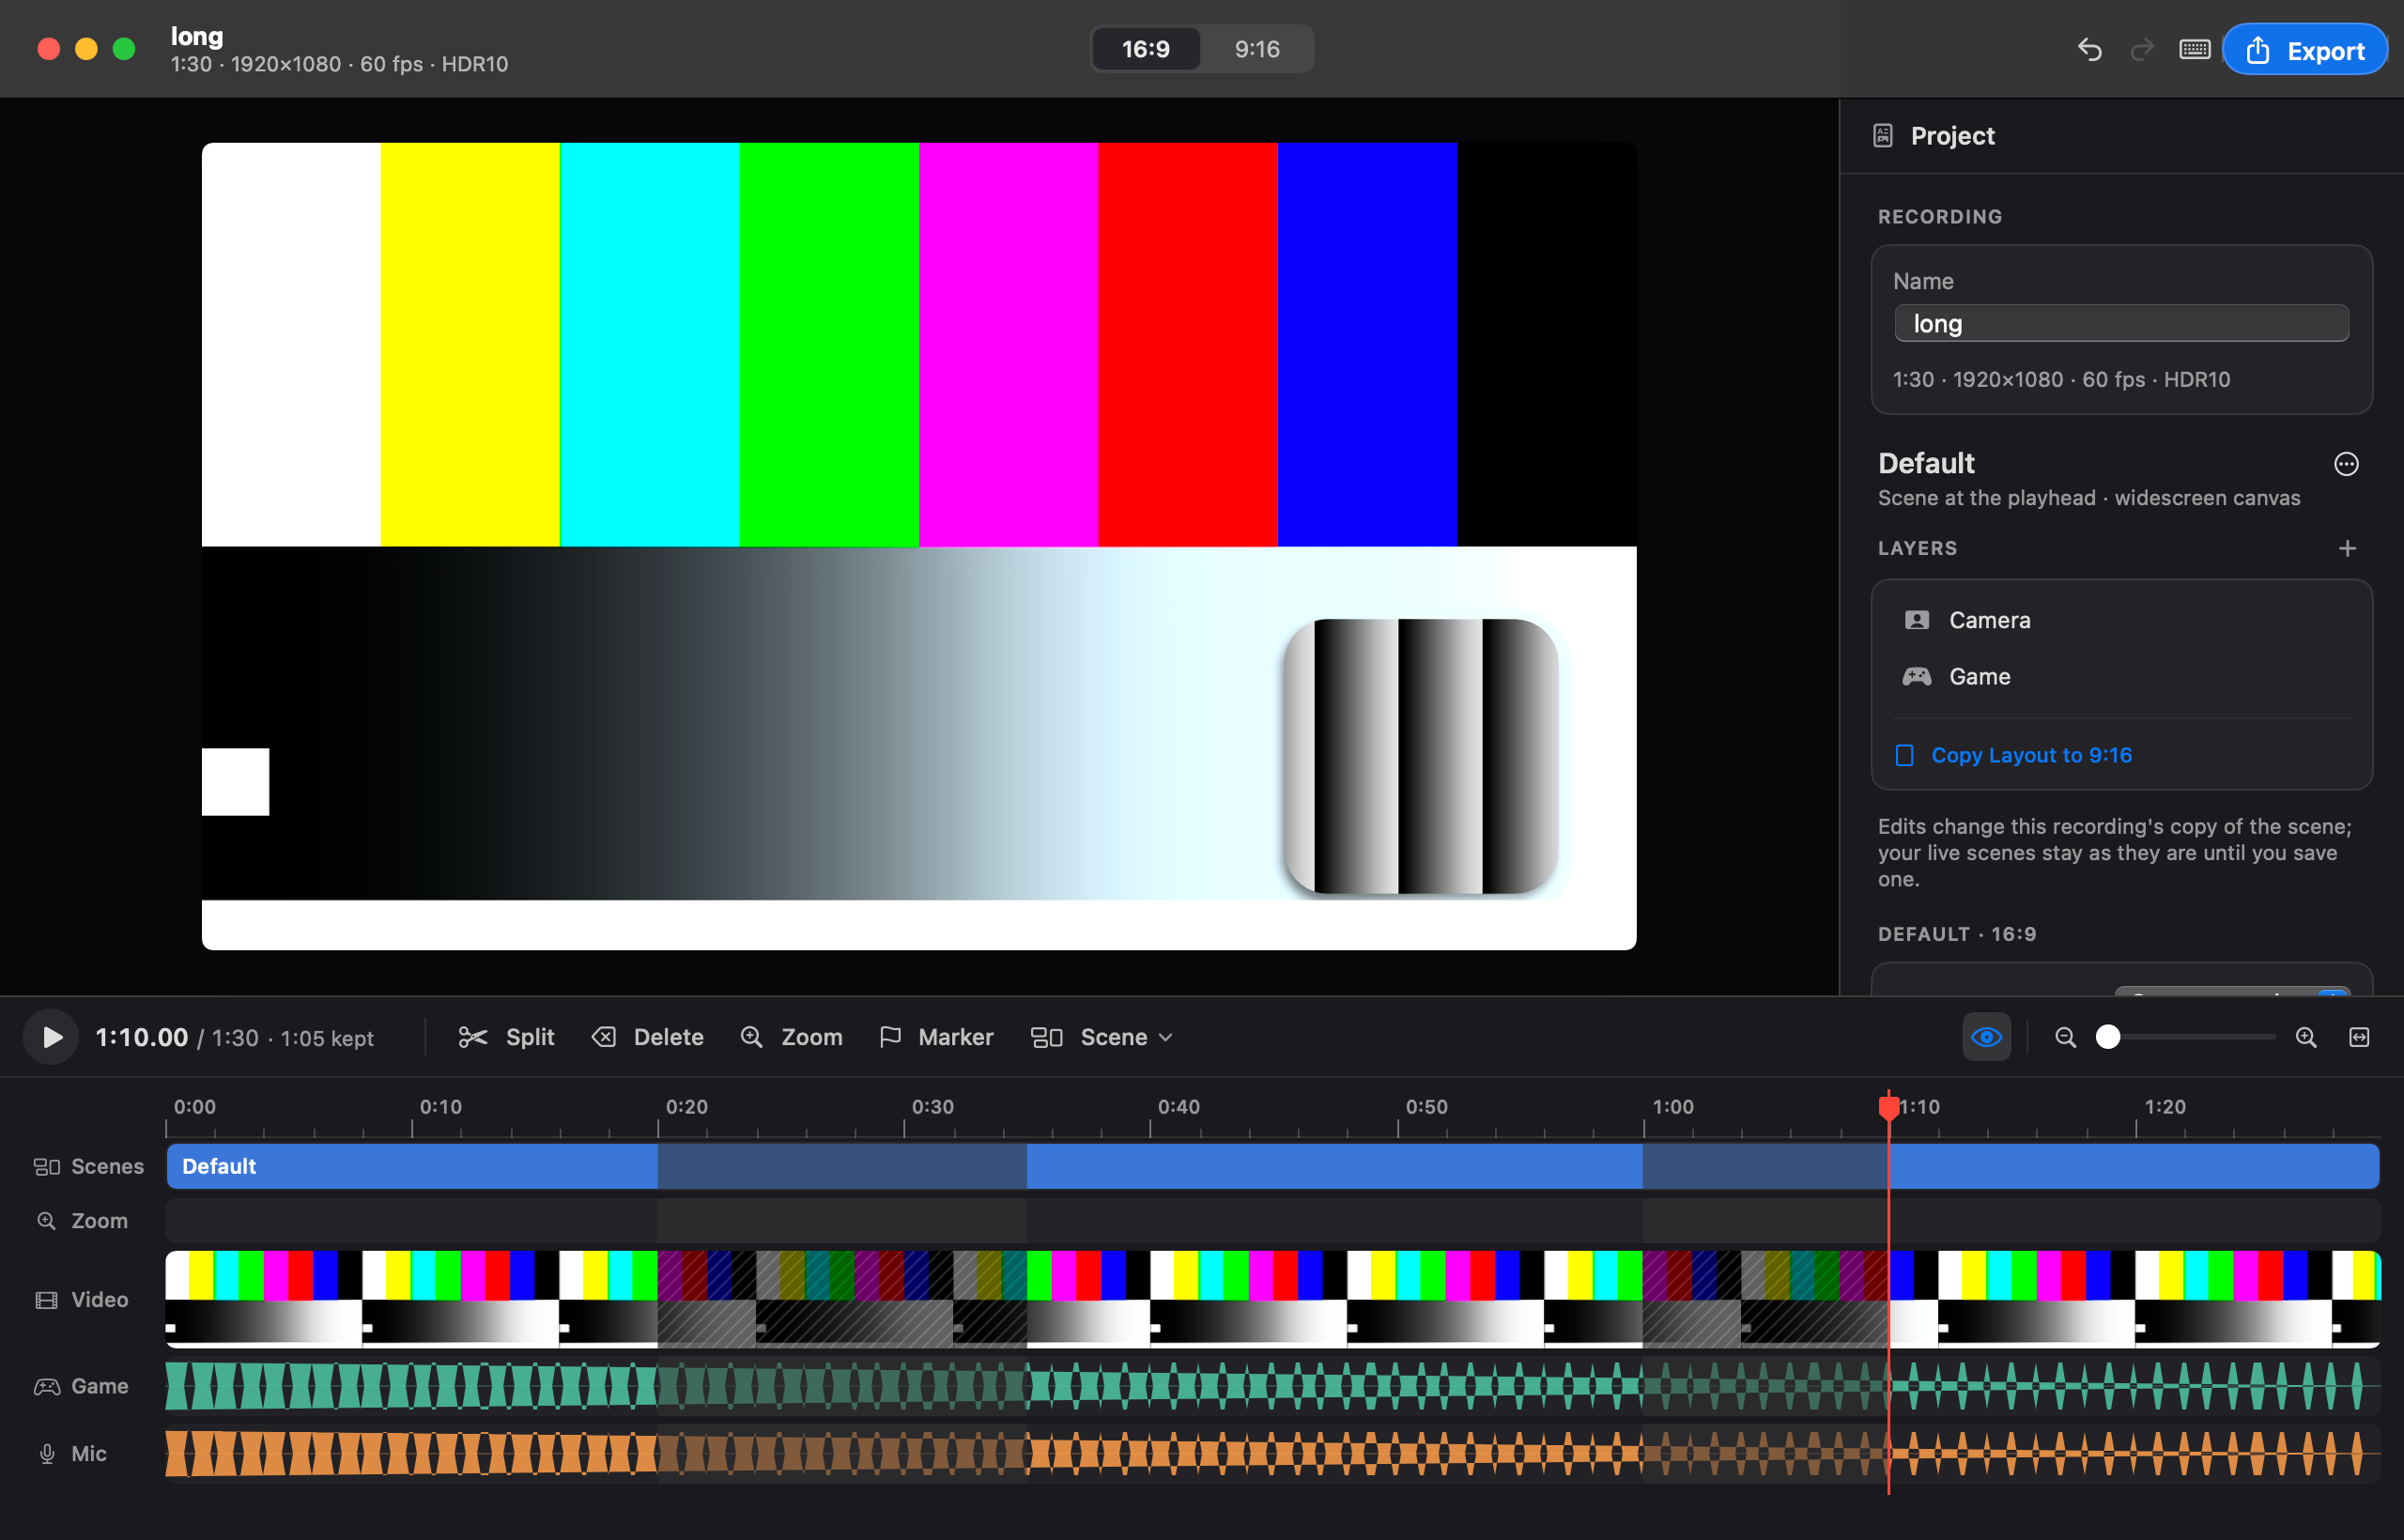 long
1:30 · 1920×1080 · 60 fps · HDR10
16:9
9:16
Export
Project
RECORDING
Name
long
1:30 · 1920×1080 · 60 fps · HDR10
Default
Scene at the playhead · widescreen canvas
LAYERS
Camera
Game
Copy Layout to 9:16
Edits change this recording's copy of the scene;
your live scenes stay as they are until you save
one.
DEFAULT · 16:9
1:10.00 / 1:30 · 1:05 kept
Split
Delete
Zoom
Marker
Scene
0:00 0:10 0:20 0:30 0:40 0:50 1:00 1:10 1:20
Scenes
Default
Zoom
Video
Game
Mic